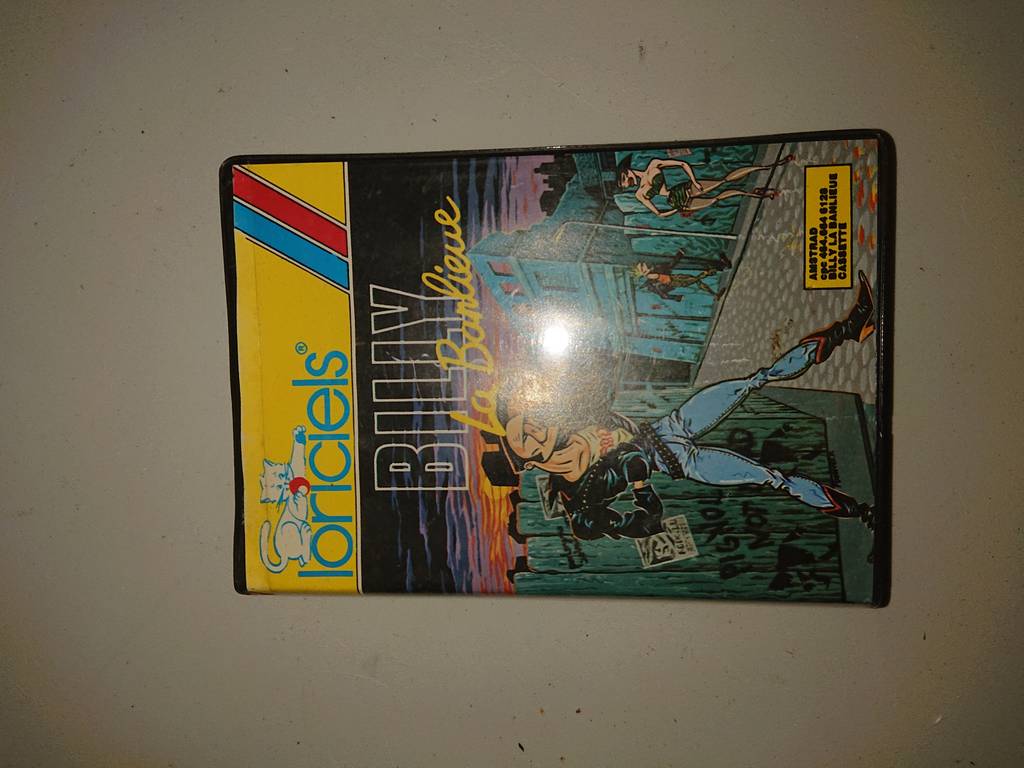 loriciels®
BILLY
La Banlieue
AMSTRAD
CPC 464.664 6128
BILLY LA BANLIEUE
CASSETTE